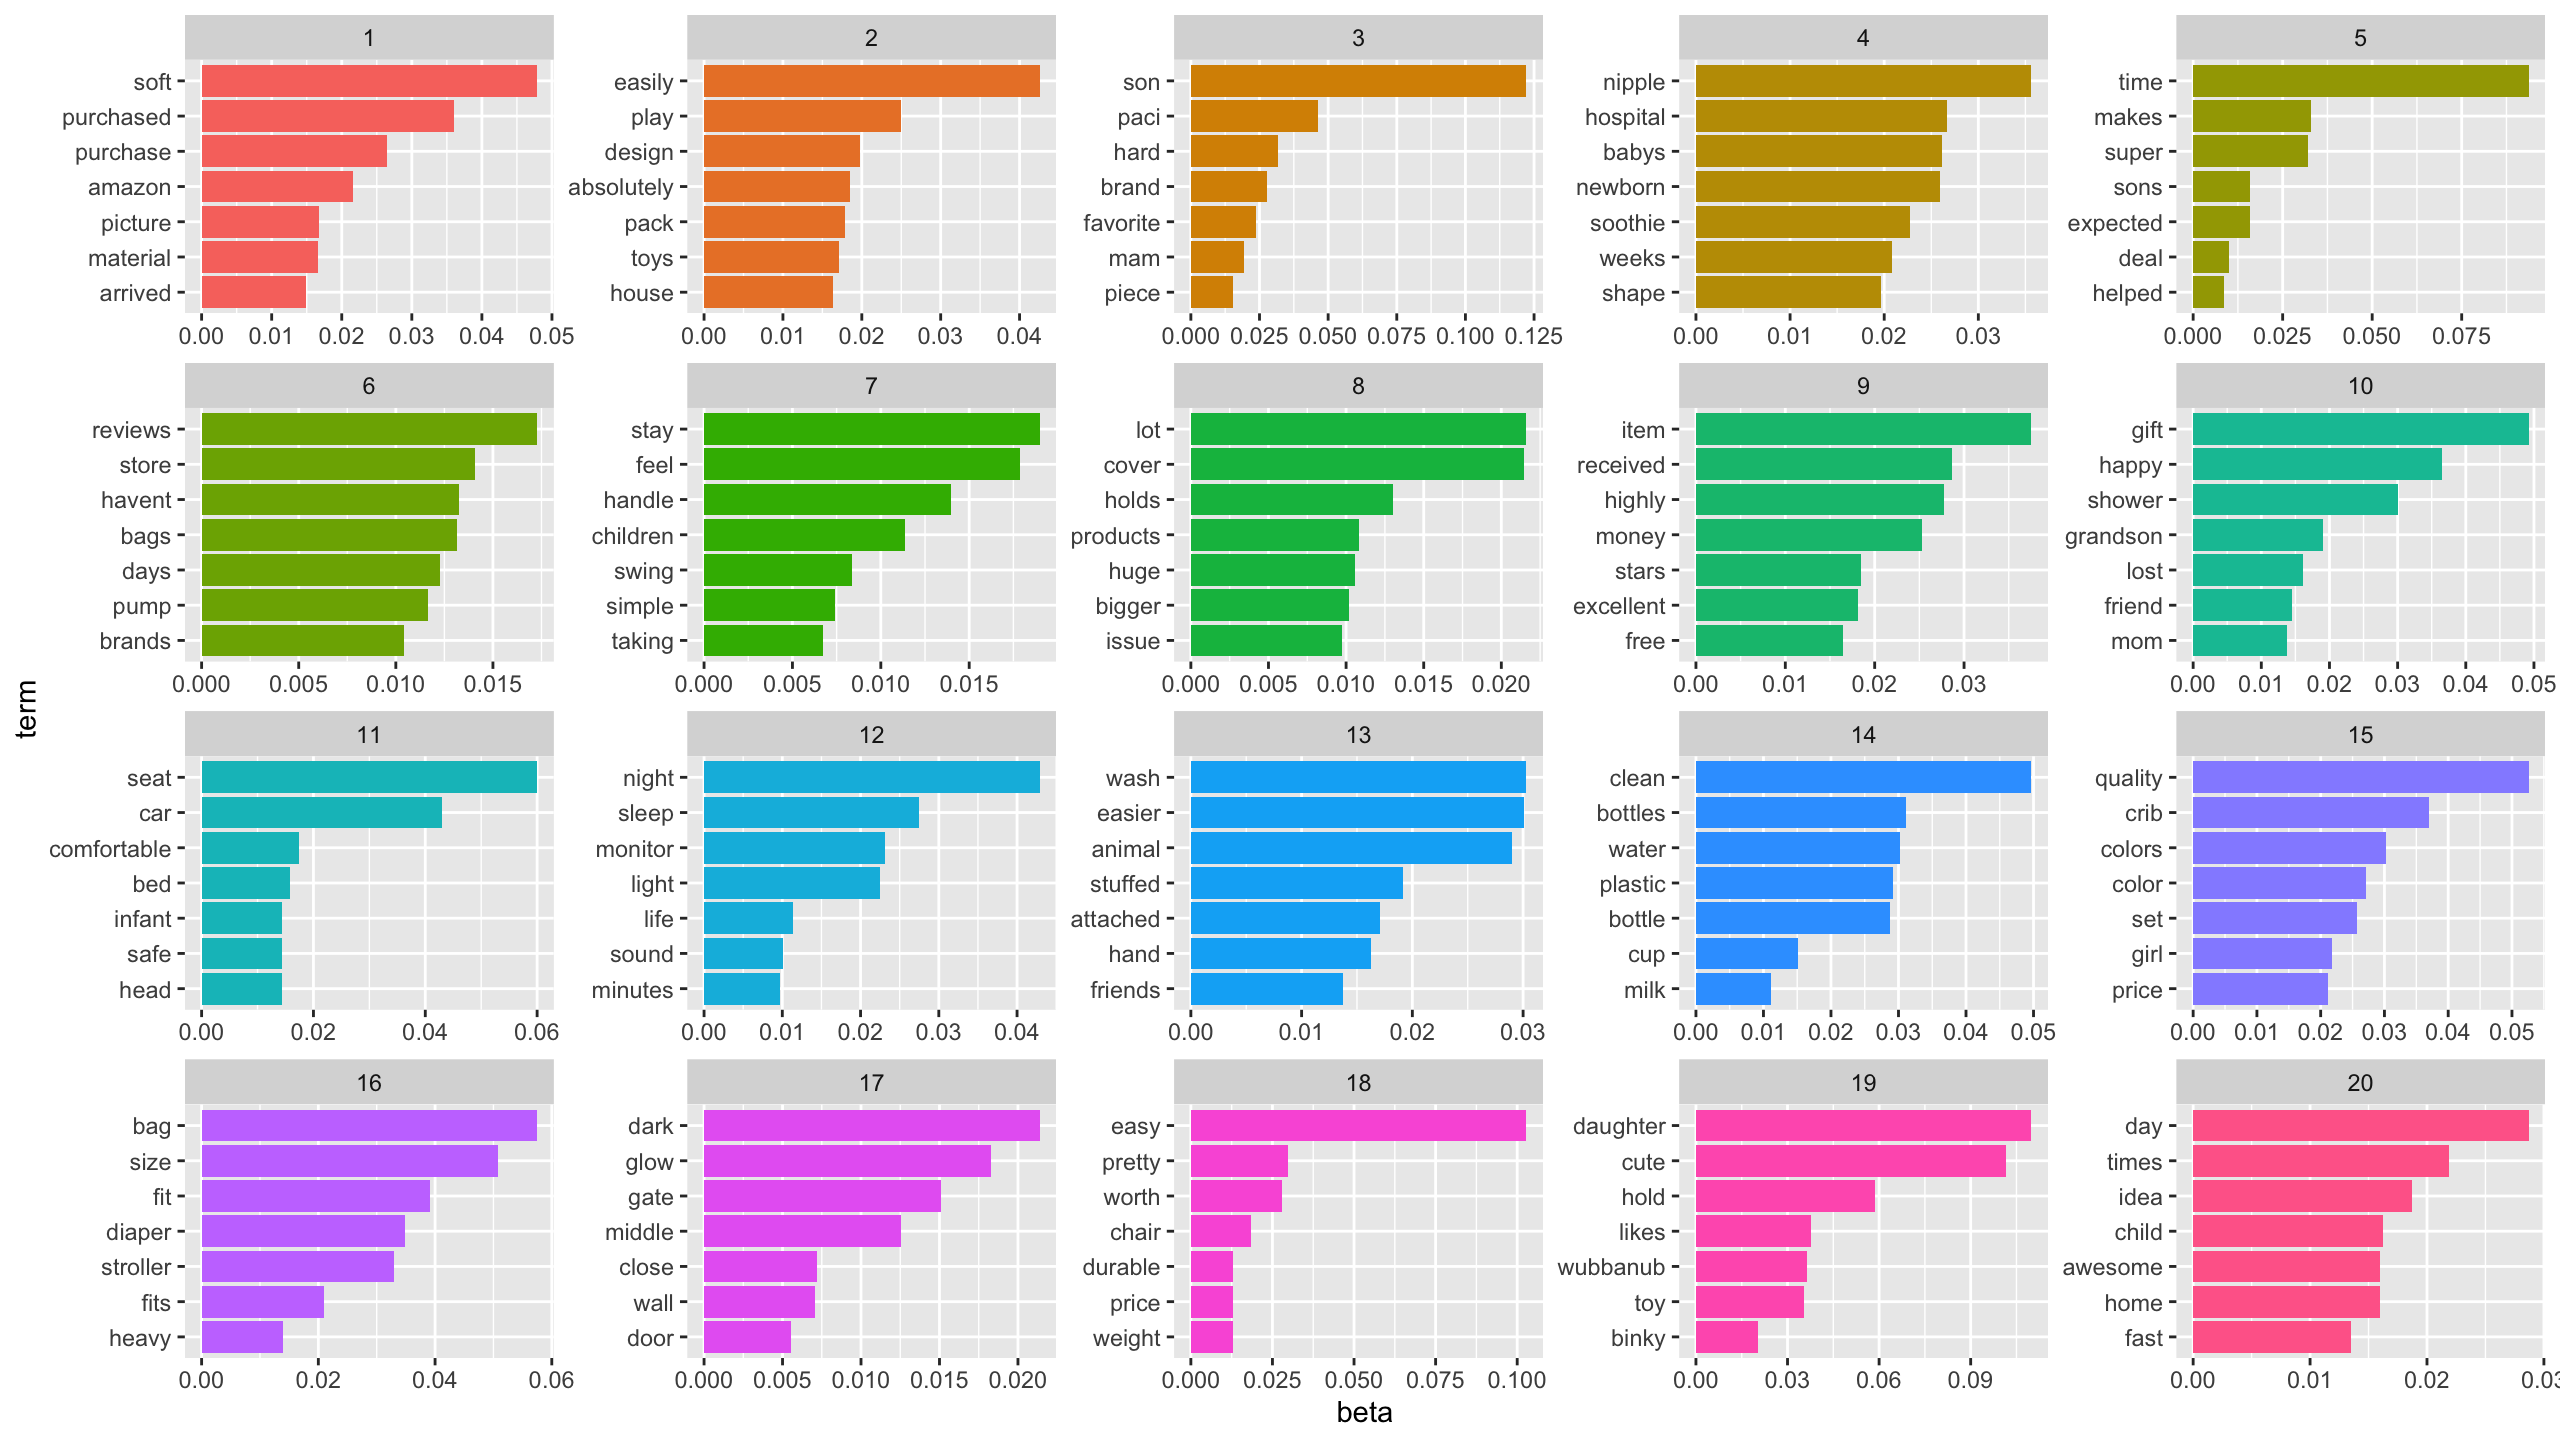 1 2 3 4 5
soft easily son nipple time
purchased play paci hospital makes
purchase design hard babys super
amazon absolutely brand newborn sons
picture pack favorite soothie expected
material toys mam weeks deal
arrived house piece shape helped
0.00 0.01 0.02 0.03 0.04 0.05 0.00 0.01 0.02 0.03 0.04 0.000 0.025 0.050 0.075 0.100 0.125 0.00 0.01 0.02 0.03 0.000 0.025 0.050 0.075
6 7 8 9 10
reviews stay lot item gift
store feel cover received happy
havent handle holds highly shower
bags children products money grandson
days swing huge stars lost
pump simple bigger excellent friend
brands taking issue free mom
0.000 0.005 0.010 0.015 0.000 0.005 0.010 0.015 0.000 0.005 0.010 0.015 0.020 0.00 0.01 0.02 0.03 0.00 0.01 0.02 0.03 0.04 0.05
term
11 12 13 14 15
seat night wash clean quality
car sleep easier bottles crib
comfortable monitor animal water colors
bed light stuffed plastic color
infant life attached bottle set
safe sound hand cup girl
head minutes friends milk price
0.00 0.02 0.04 0.06 0.00 0.01 0.02 0.03 0.04 0.00 0.01 0.02 0.03 0.00 0.01 0.02 0.03 0.04 0.05 0.00 0.01 0.02 0.03 0.04 0.05
16 17 18 19 20
bag dark easy daughter day
size glow pretty cute times
fit gate worth hold idea
diaper middle chair likes child
stroller close durable wubbanub awesome
fits wall price toy home
heavy door weight binky fast
0.00 0.02 0.04 0.06 0.000 0.005 0.010 0.015 0.020 0.000 0.025 0.050 0.075 0.100 0.00 0.03 0.06 0.09 0.00 0.01 0.02
beta